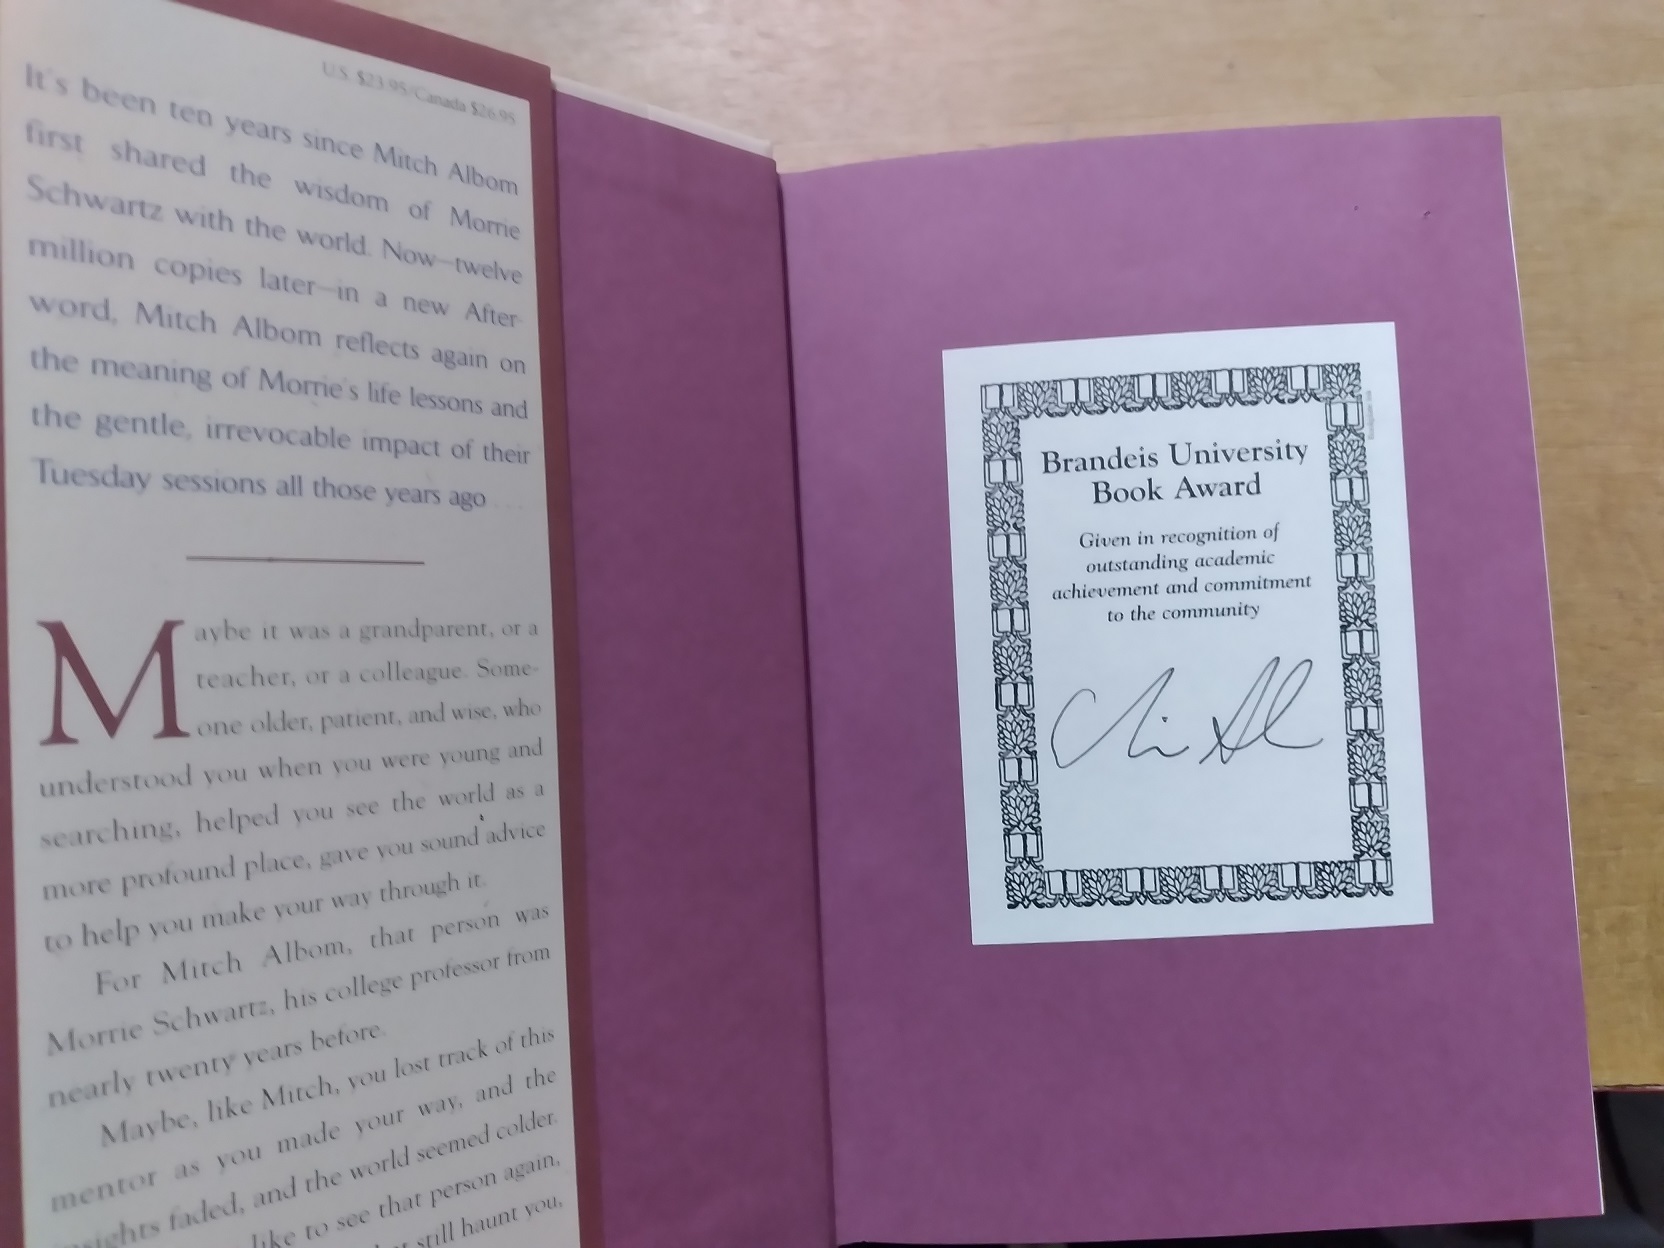 U.S. $23.95/Canada $26.95
It's been ten years since Mitch Albom
first shared the wisdom of Morrie
Schwartz with the world. Now—twelve
million copies later—in a new After-
word, Mitch Albom reflects again on
the meaning of Morrie's life lessons and
the gentle, irrevocable impact of their
Tuesday sessions all those years ago . . .
Maybe it was a grandparent, or a
teacher, or a colleague. Some-
one older, patient, and wise, who
understood you when you were young and
searching, helped you see the world as a
more profound place, gave you sound advice
to help you make your way through it.
For Mitch Albom, that person was
Morrie Schwartz, his college professor from
nearly twenty years before.
Maybe, like Mitch, you lost track of this
mentor as you made your way, and the
insights faded, and the world seemed colder.
like to see that person again,
still haunt you,
Brandeis University
Book Award
Given in recognition of
outstanding academic
achievement and commitment
to the community